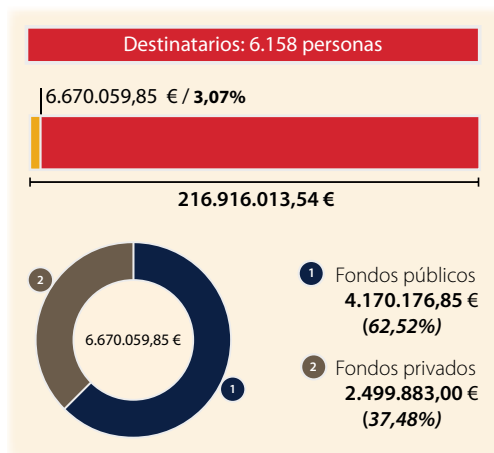 Destinatarios: 6.158 personas
6.670.059,85 € / 3,07%
216.916.013,54 €
2
6.670.059,85 €
1
1 Fondos públicos
4.170.176,85 €
(62,52%)
2 Fondos privados
2.499.883,00 €
(37,48%)